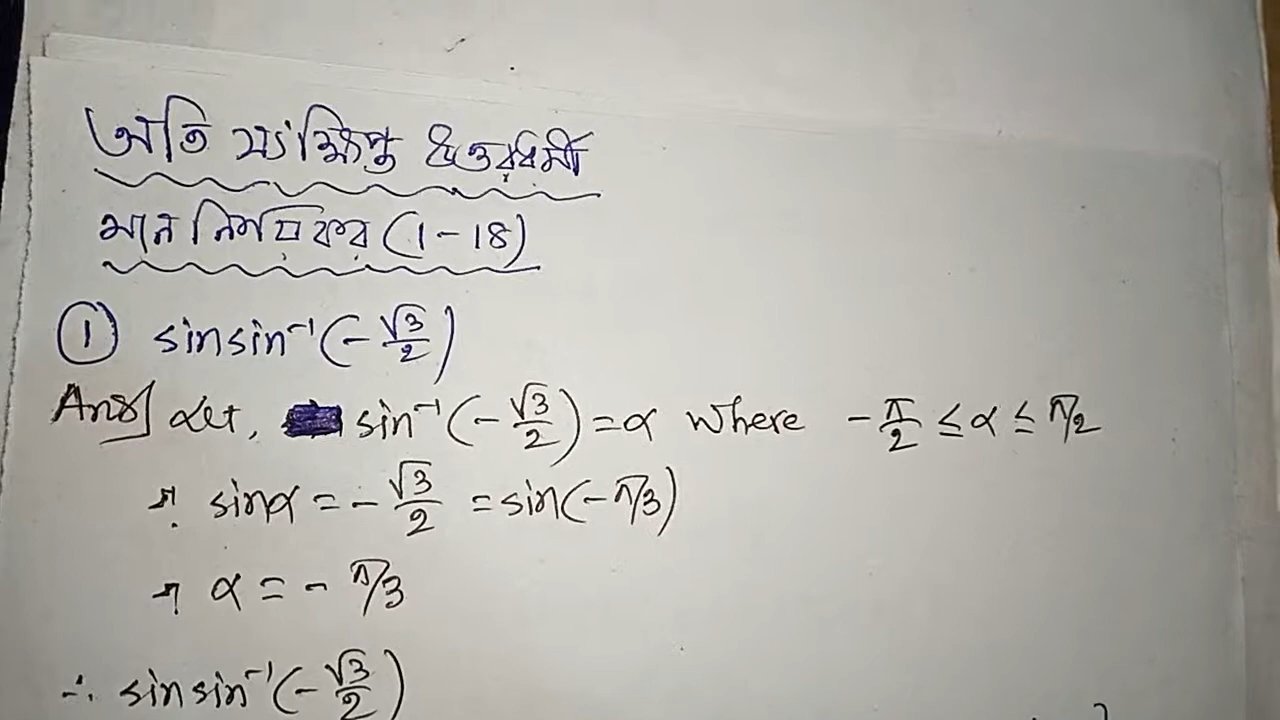 অতি সংক্ষিপ্ত উত্তরধর্মী
মান নির্ণয় কর (1-18)
① sin sin⁻¹(-√3/2)
Ans] Let, sin⁻¹(-√3/2) = α where -π/2 ≤ α ≤ π/2
⇒ sinα = -√3/2 = sin(-π/3)
⇒ α = - π/3
∴ sin sin⁻¹(-√3/2)